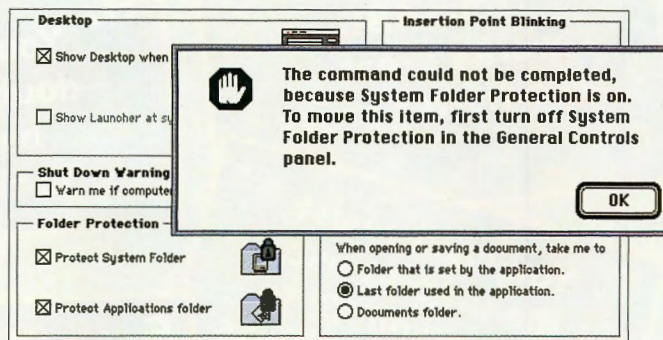 Desktop
Insertion Point Blinking
Show Desktop when
The command could not be completed,
because System Folder Protection is on.
To move this item, first turn off System
Folder Protection in the General Controls
panel.
Show Launcher at sy
OK
Shut Down Warning
Warn me if compute
Folder Protection
Protect System Folder
Protect Applications folder
When opening or saving a document, take me to
Folder that is set by the application.
Last folder used in the application.
Documents folder.